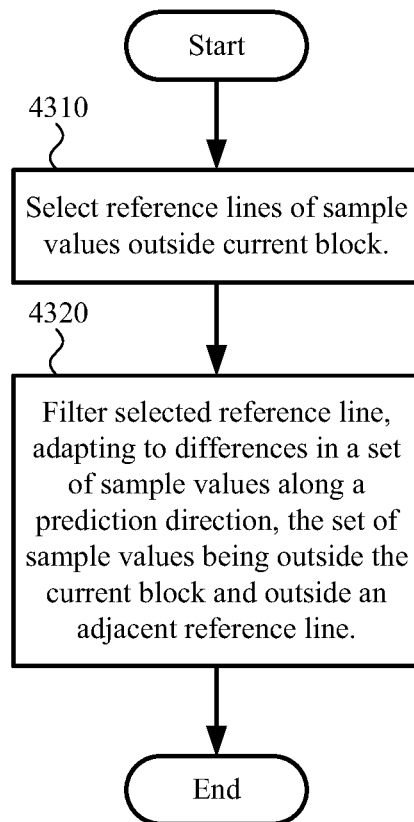 Start
4310
Select reference lines of sample
values outside current block.
4320
Filter selected reference line,
adapting to differences in a set
of sample values along a
prediction direction, the set of
sample values being outside the
current block and outside an
adjacent reference line.
End